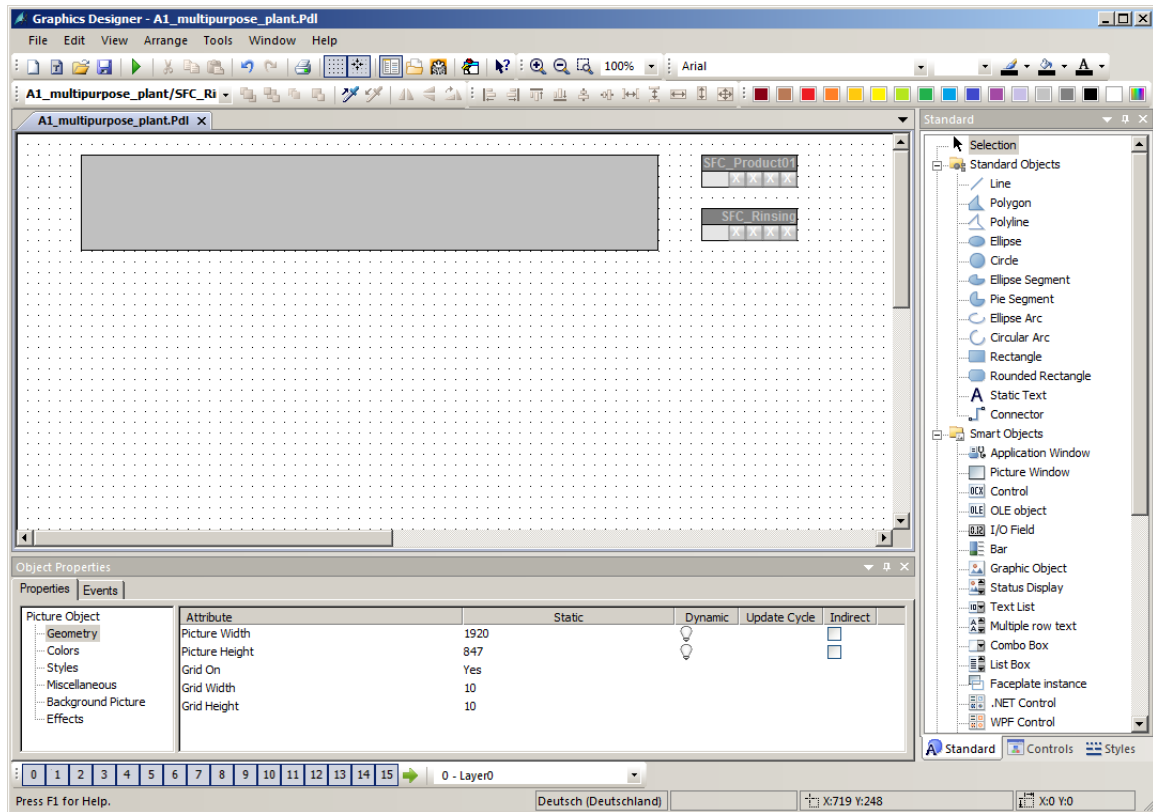 Graphics Designer - A1_multipurpose_plant.Pdl
File Edit View Arrange Tools Window Help
100% Arial
A1_multipurpose_plant/SFC_Ri
A1_multipurpose_plant.Pdl X
SFC_Product01
X X X X
SFC_Rinsing
X X X X
Standard
Selection
Standard Objects
Line
Polygon
Polyline
Ellipse
Circle
Ellipse Segment
Pie Segment
Ellipse Arc
Circular Arc
Rectangle
Rounded Rectangle
A Static Text
Connector
Smart Objects
Application Window
Picture Window
OCX Control
OLE OLE object
0.12 I/O Field
Bar
Graphic Object
Status Display
Text List
Multiple row text
Combo Box
List Box
Faceplate instance
.NET Control
WPF Control
Standard Controls Styles
Object Properties
Properties Events
Picture Object
Geometry
Colors
Styles
Miscellaneous
Background Picture
Effects
Attribute Static Dynamic Update Cycle Indirect
Picture Width 1920
Picture Height 847
Grid On Yes
Grid Width 10
Grid Height 10
0 1 2 3 4 5 6 7 8 9 10 11 12 13 14 15 0 - Layer0
Press F1 for Help. Deutsch (Deutschland) X:719 Y:248 X:0 Y:0